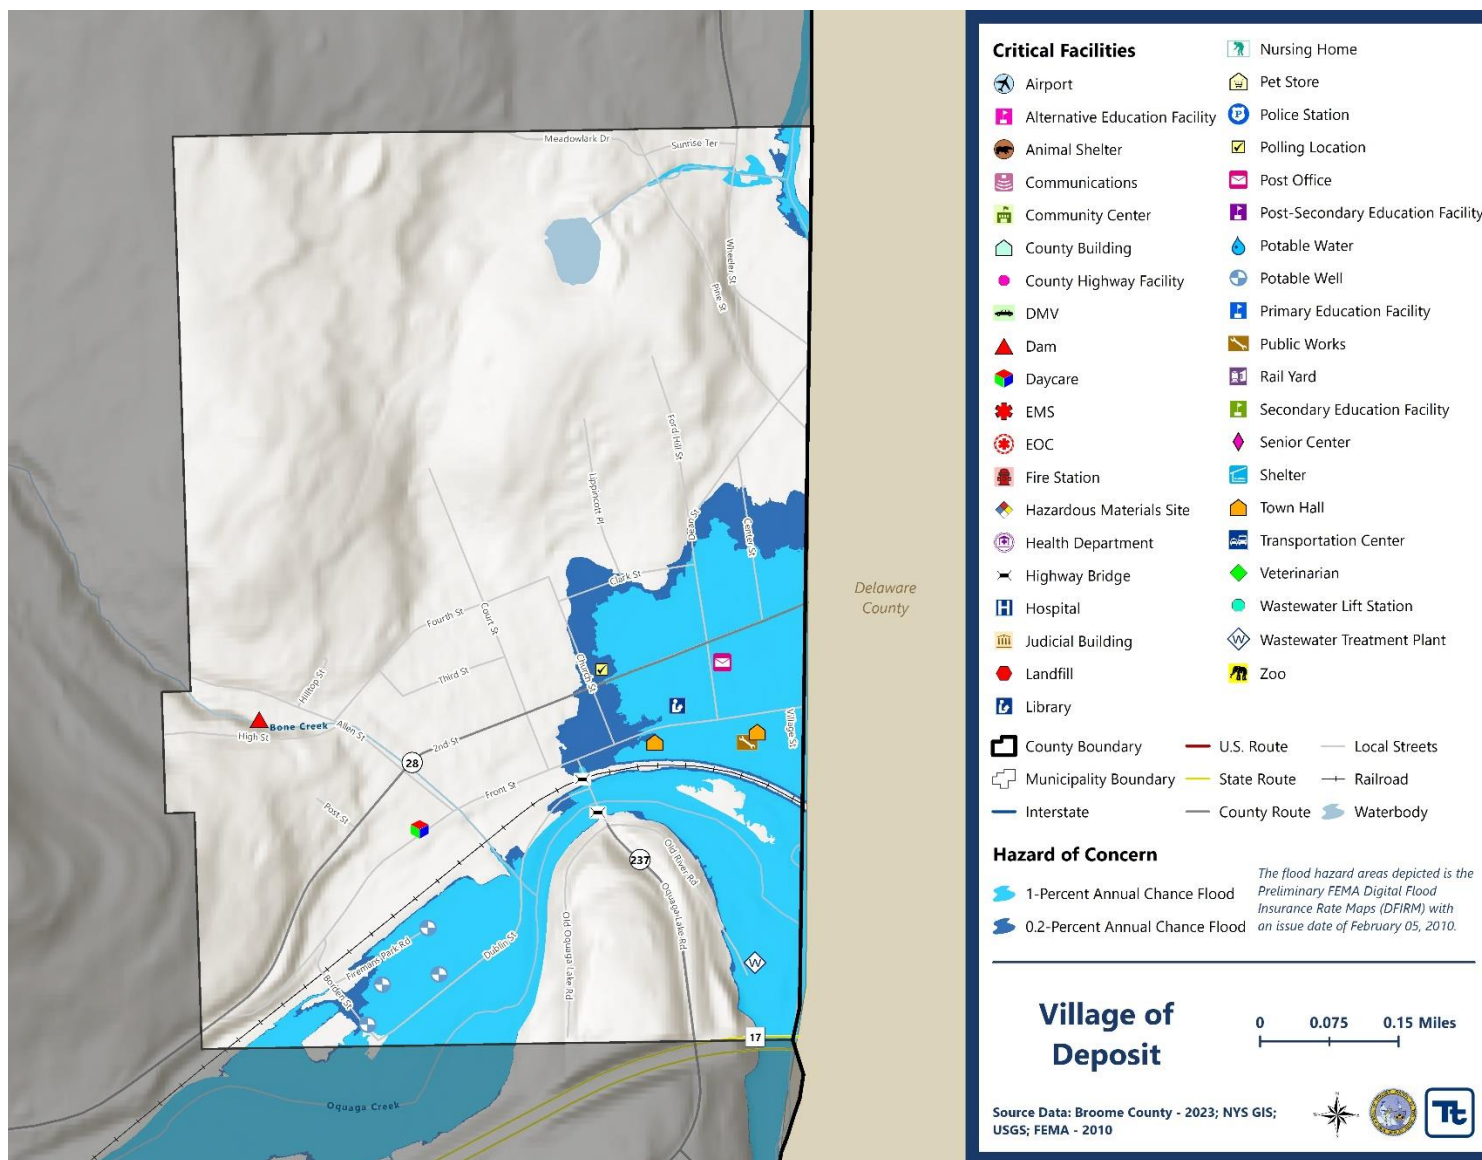 Meadowlark Dr
Sunrise Ter
Wheeler St
Pine St
Ford Hill St
Lippincott Pl
Deans St
Center St
Clark St
Court St
Fourth St
Church St
Third St
Hilltop St
Allen St
Bone Creek
High St
2nd St
28
Village St
Front St
Post St
237
Old River Rd
Oquaga Lake Rd
Old Oquaga Lake Rd
Dublin St
Firemans Park Rd
Borden St
W
17
Oquaga Creek
Delaware
County
Critical Facilities
Airport
Alternative Education Facility
Animal Shelter
Communications
Community Center
County Building
County Highway Facility
DMV
Dam
Daycare
EMS
EOC
Fire Station
Hazardous Materials Site
Health Department
Highway Bridge
H Hospital
Judicial Building
Landfill
Library
Nursing Home
Pet Store
P Police Station
Polling Location
Post Office
Post-Secondary Education Facility
Potable Water
Potable Well
Primary Education Facility
Public Works
Rail Yard
Secondary Education Facility
Senior Center
Shelter
Town Hall
Transportation Center
Veterinarian
Wastewater Lift Station
W Wastewater Treatment Plant
Zoo
County Boundary
U.S. Route
Local Streets
Municipality Boundary
State Route
Railroad
Interstate
County Route
Waterbody
Hazard of Concern
1-Percent Annual Chance Flood
0.2-Percent Annual Chance Flood
The flood hazard areas depicted is the
Preliminary FEMA Digital Flood
Insurance Rate Maps (DFIRM) with
an issue date of February 05, 2010.
Village of
Deposit
0 0.075 0.15 Miles
Source Data: Broome County - 2023; NYS GIS;
USGS; FEMA - 2010
Tt